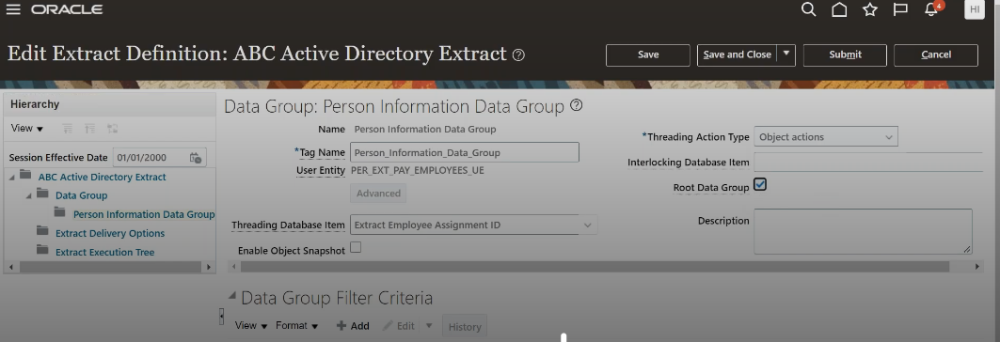 ORACLE
4
HI
Edit Extract Definition: ABC Active Directory Extract
Save
Save and Close
Submit
Cancel
Hierarchy
View
Session Effective Date 01/01/2000
ABC Active Directory Extract
Data Group
Person Information Data Group
Extract Delivery Options
Extract Execution Tree
Data Group: Person Information Data Group
Name Person Information Data Group
*Tag Name Person_Information_Data_Group
User Entity PER_EXT_PAY_EMPLOYEES_UE
Advanced
Threading Database Item Extract Employee Assignment ID
Enable Object Snapshot
*Threading Action Type Object actions
Interlocking Database Item
Root Data Group
Description
Data Group Filter Criteria
View Format Add Edit History